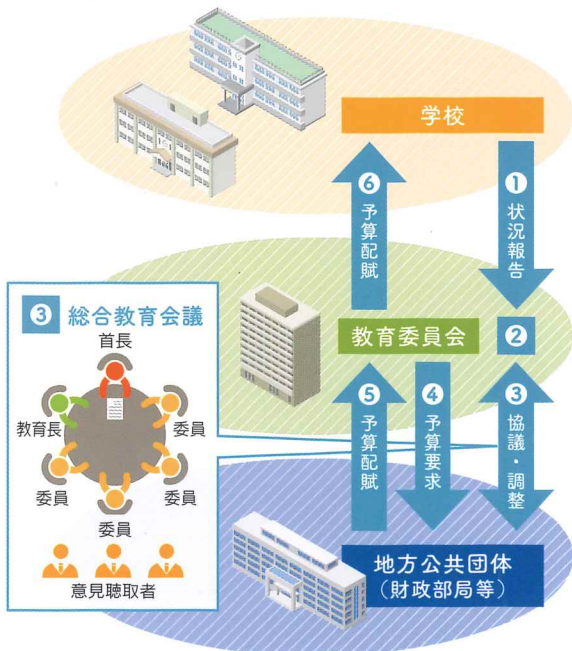 学校
❻予算配賦
❶状況報告
教育委員会
❷
❺予算配賦
❹予算要求
❸協議・調整
地方公共団体
(財政部局等)
❸ 総合教育会議
首長
教育長
委員
委員
委員
委員
意見聴取者